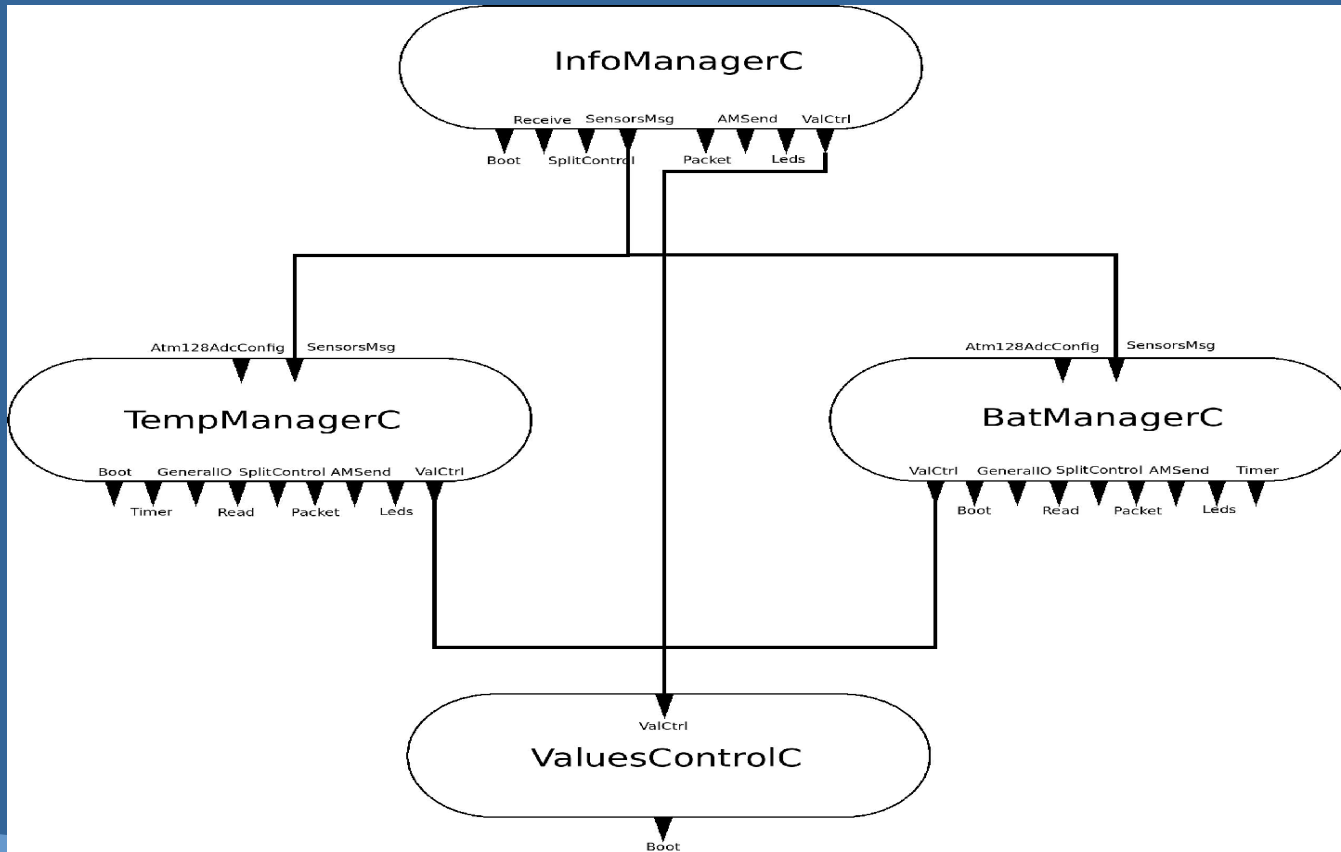 InfoManagerC
Receive SensorsMsg AMSend ValCtrl
Boot SplitControl Packet Leds
Atm128AdcConfig SensorsMsg
TempManagerC
Boot GeneralIO SplitControl AMSend ValCtrl
Timer Read Packet Leds
Atm128AdcConfig SensorsMsg
BatManagerC
ValCtrl GeneralIO SplitControl AMSend Timer
Boot Read Packet Leds
ValCtrl
ValuesControlC
Boot